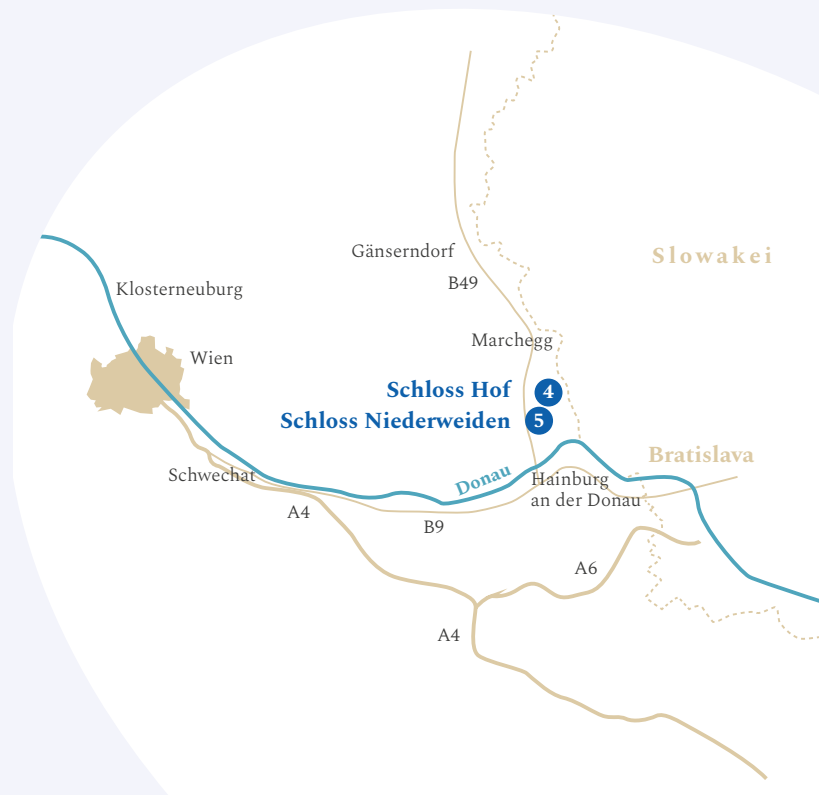 Gänserndorf
Slowakei
B49
Klosterneuburg
Marchegg
Wien
Schloss Hof 4
Schloss Niederweiden 5
Bratislava
Schwechat
Donau
Hainburg
an der Donau
A4
B9
A6
A4